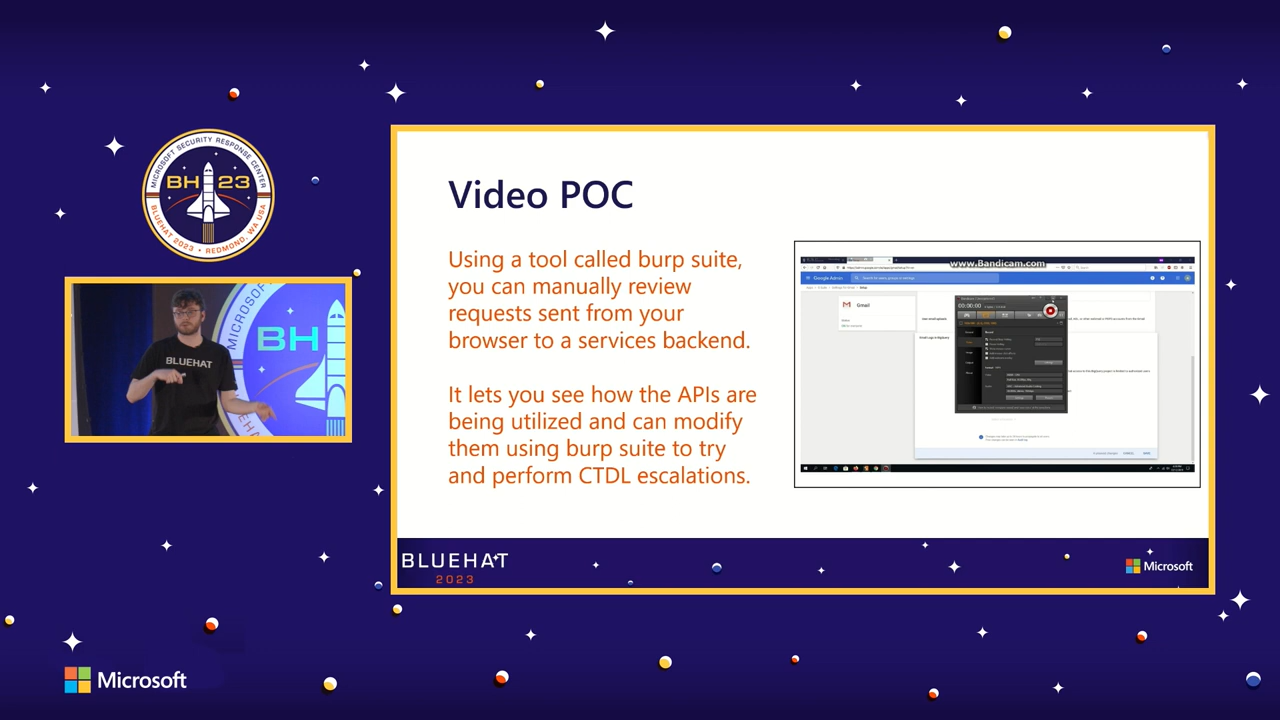 MICROSOFT SECURITY RESPONSE CENTER
BH 23
BLUEHAT 2023 • REDMOND, WA USA
BLUEHAT
BH
Microsoft
Video POC
Using a tool called burp suite,
you can manually review
requests sent from your
browser to a services backend.
It lets you see how the APIs are
being utilized and can modify
them using burp suite to try
and perform CTDL escalations.
www.Bandicam.com
Google Admin
Gmail
00:00:00
BLUEHAT
2023
Microsoft